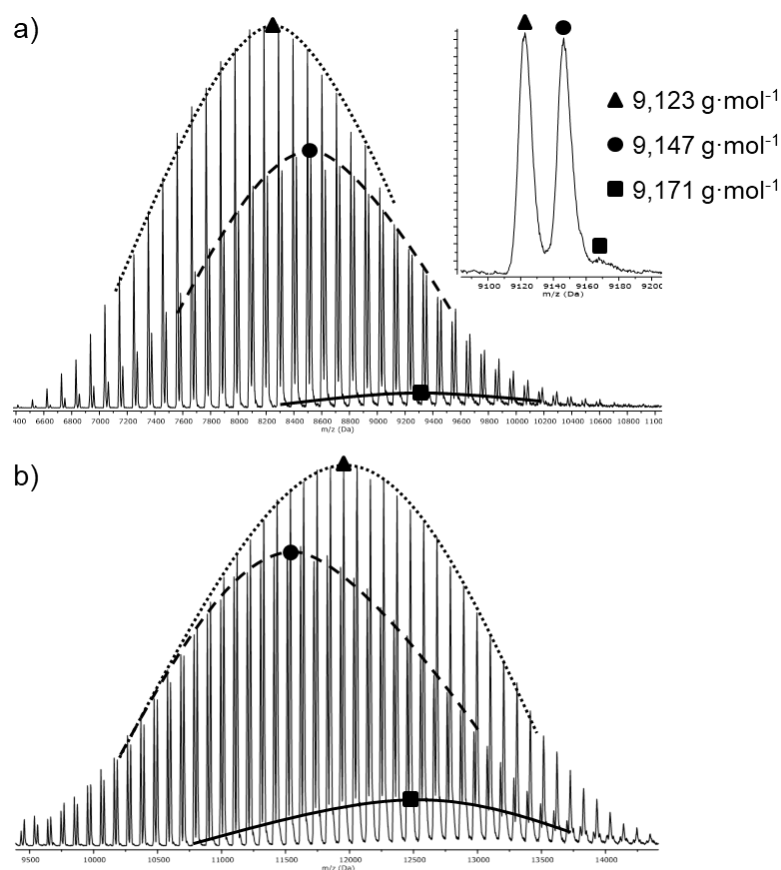 a)
9,123 g·mol-1
9,147 g·mol-1
9,171 g·mol-1
9100 9120 9140 9160 9180 9200
m/z (Da)
400 6600 6800 7000 7200 7400 7600 7800 8000 8200 8400 8600 8800 9000 9200 9400 9600 9800 10000 10200 10400 10600 10800 1100
m/z (Da)
b)
9500 10000 10500 11000 11500 12000 12500 13000 13500 14000
m/z (Da)